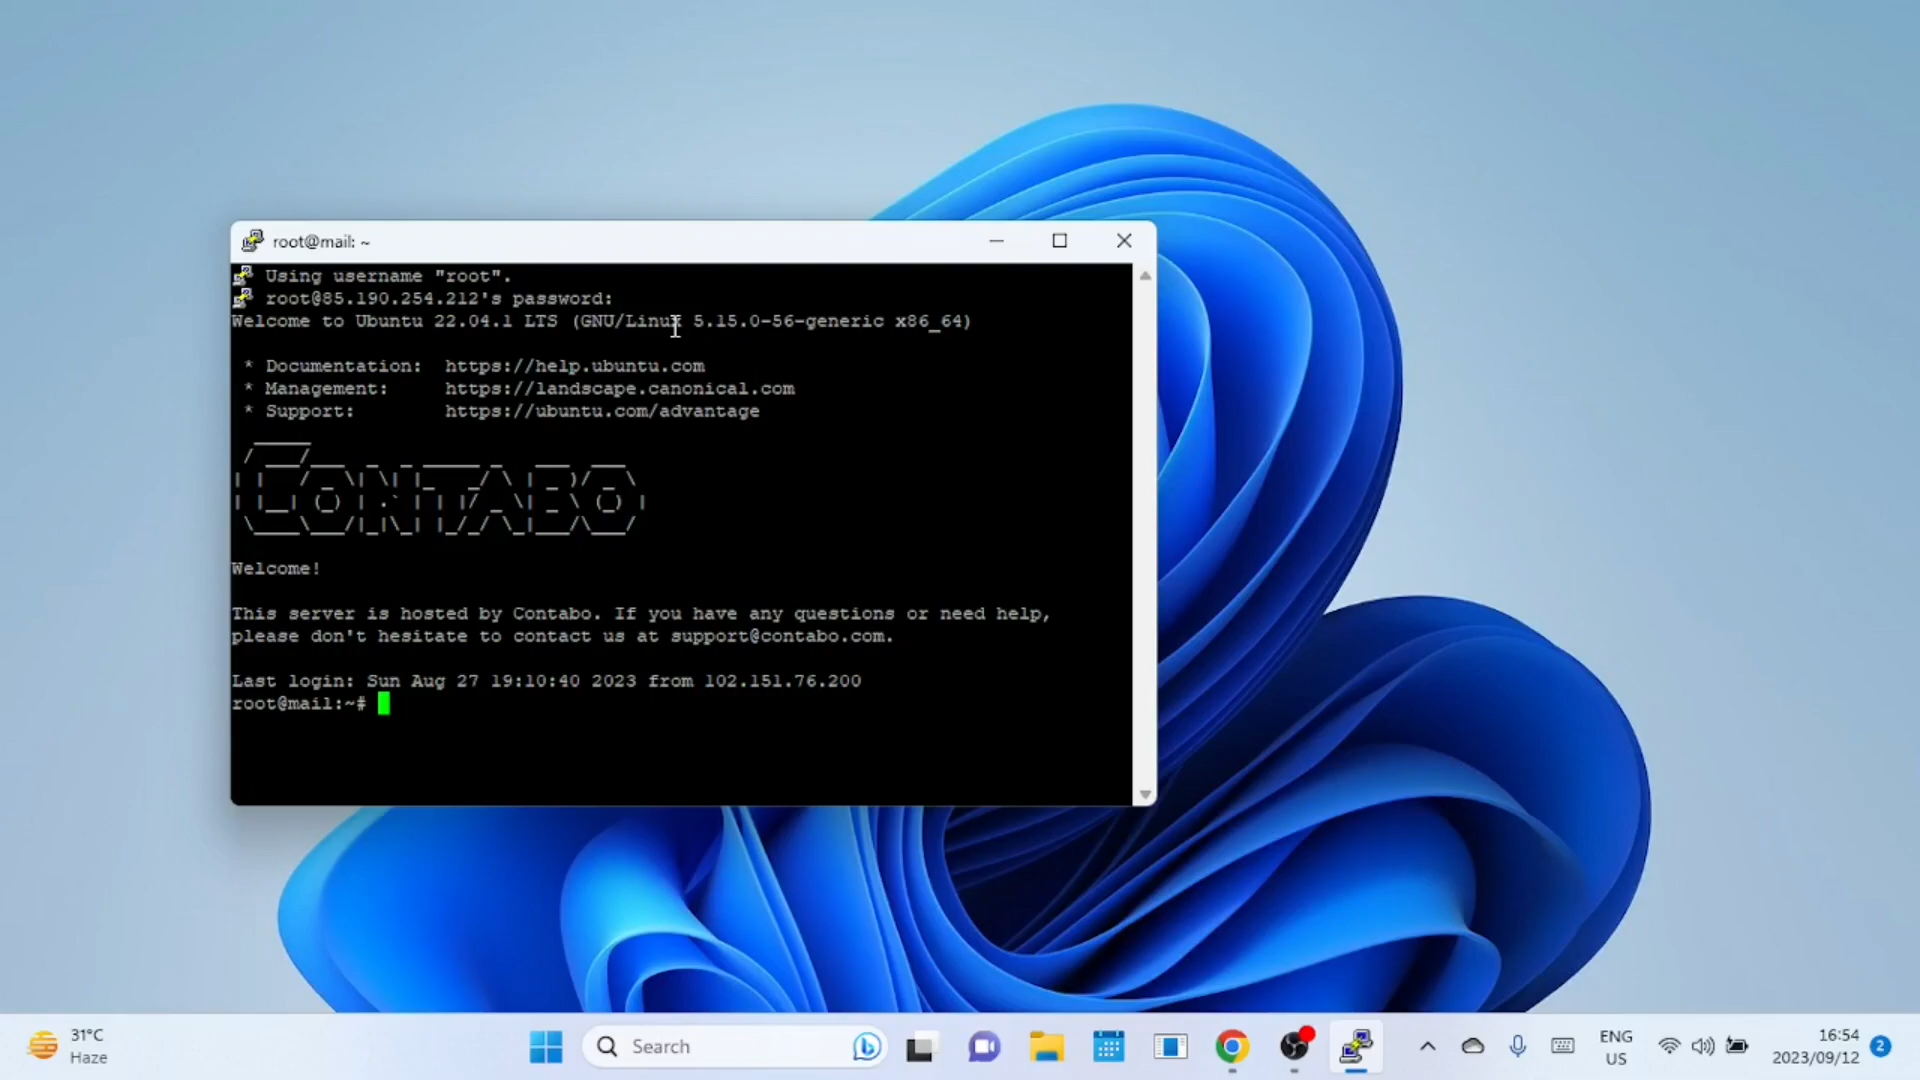 root@mail: ~
Using username "root".
root@85.190.254.212's password:
Welcome to Ubuntu 22.04.1 LTS (GNU/Linux 5.15.0-56-generic x86_64)
* Documentation: https://help.ubuntu.com
* Management: https://landscape.canonical.com
* Support: https://ubuntu.com/advantage
CONTABO
Welcome!
This server is hosted by Contabo. If you have any questions or need help,
please don't hesitate to contact us at support@contabo.com.
Last login: Sun Aug 27 19:10:40 2023 from 102.151.76.200
root@mail:~#
31°C
Haze
Search
ENG
US
16:54
2023/09/12
2